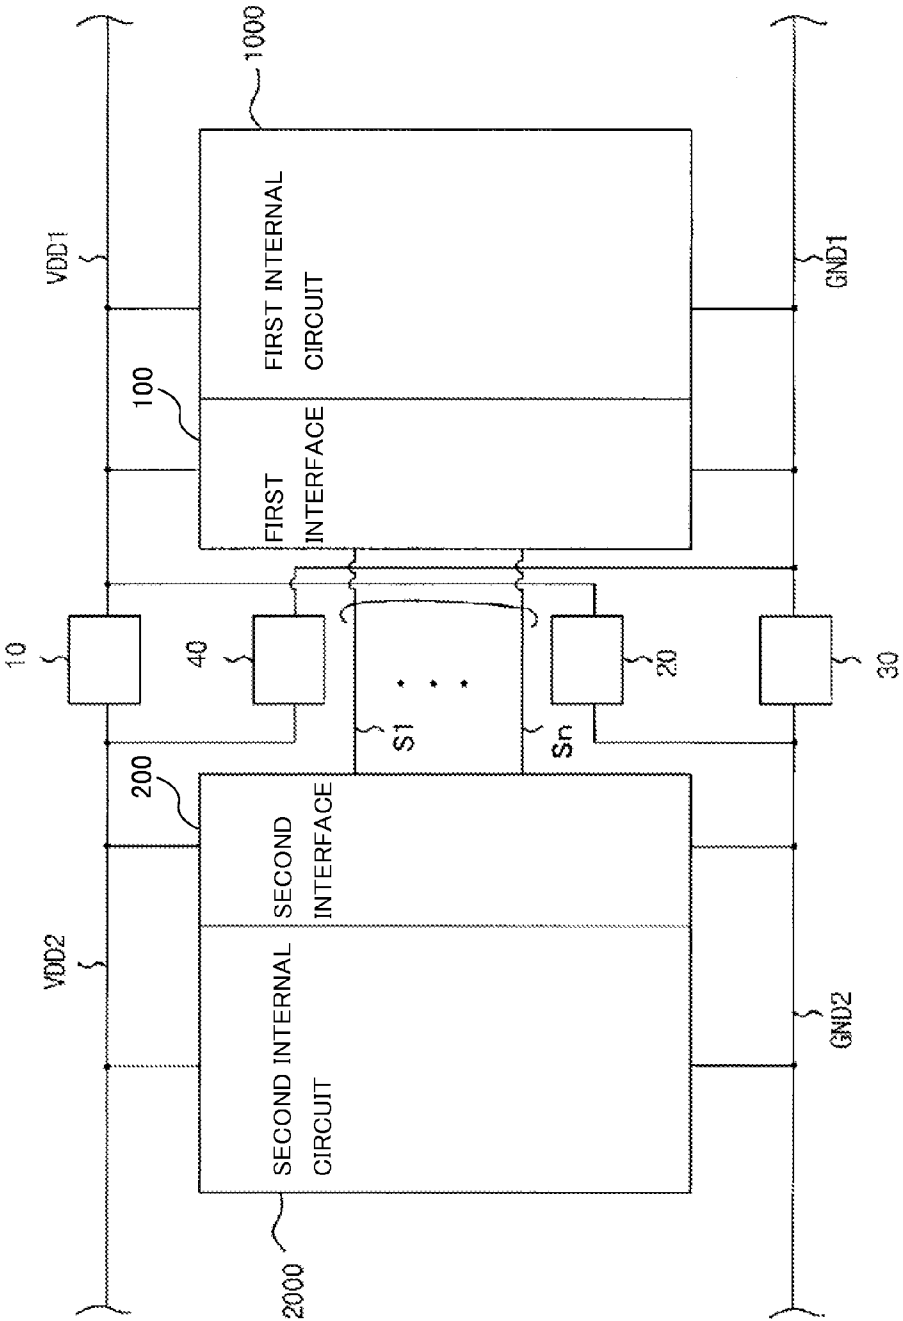 VDD1
VDD2
10
100
FIRST
INTERFACE
FIRST INTERNAL
CIRCUIT
1000
200
SECOND
INTERFACE
SECOND INTERNAL
CIRCUIT
2000
40
S1
Sn
20
30
GND1
GND2